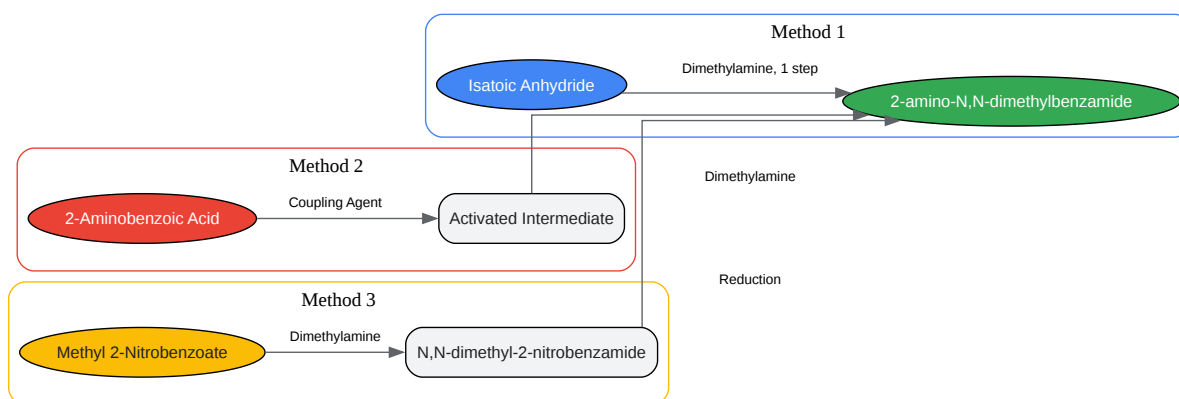 Method 1
Isatoic Anhydride
Dimethylamine, 1 step
2-amino-N,N-dimethylbenzamide
Method 2
2-Aminobenzoic Acid
Coupling Agent
Activated Intermediate
Dimethylamine
Reduction
Method 3
Methyl 2-Nitrobenzoate
Dimethylamine
N,N-dimethyl-2-nitrobenzamide